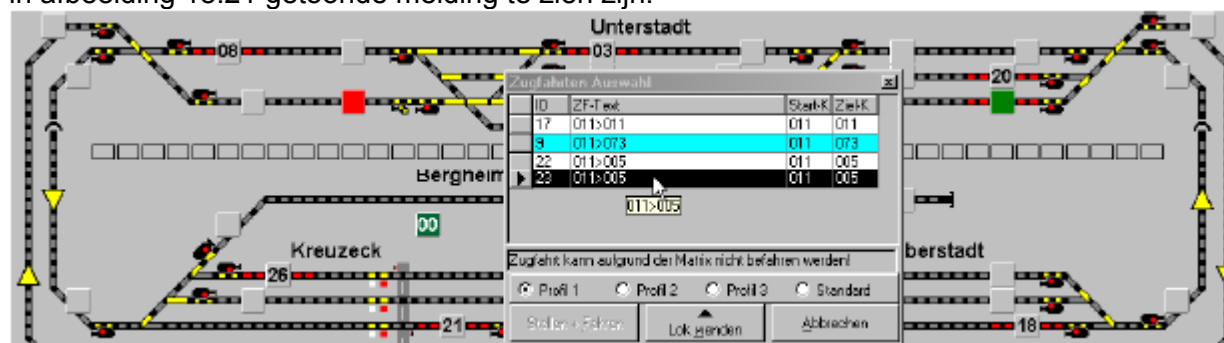 in afbeelding 15.21 getoonde melding te zien zijn.
Unterstadt
08
03
20
Zugfahrten Auswahl
ID ZF-Text Start-K Ziel-K
17 011>011 011 011
9 011>073 011 073
22 011>005 011 005
23 011>005 011 005
011>005
Bergheim
00
Kreuzeck
berstadt
26
Zugfahrt kann aufgrund der Matrix nicht befahren werden!
Profil 1 Profil 2 Profil 3 Standard
21
Stellen + Fahren Lok wenden Abbrechen
18